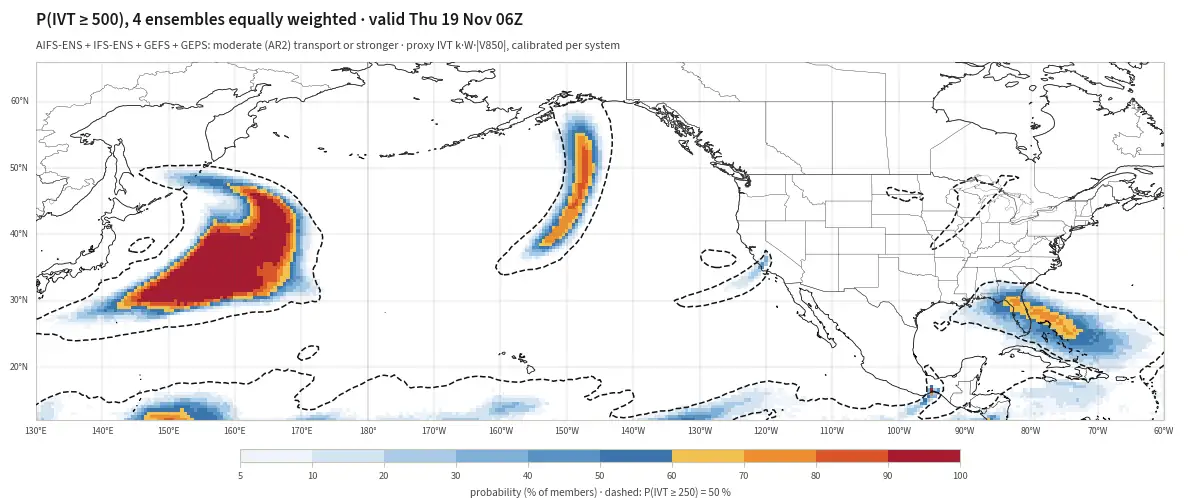 P(IVT ≥ 500), 4 ensembles equally weighted · valid Thu 19 Nov 06Z
AIFS-ENS + IFS-ENS + GEFS + GEPS: moderate (AR2) transport or stronger · proxy IVT k·W·|V850|, calibrated per system
60°N
50°N
40°N
30°N
20°N
130°E 140°E 150°E 160°E 170°E 180° 170°W 160°W 150°W 140°W 130°W 120°W 110°W 100°W 90°W 80°W 70°W 60°W
5 10 20 30 40 50 60 70 80 90 100
probability (% of members) · dashed: P(IVT ≥ 250) = 50 %